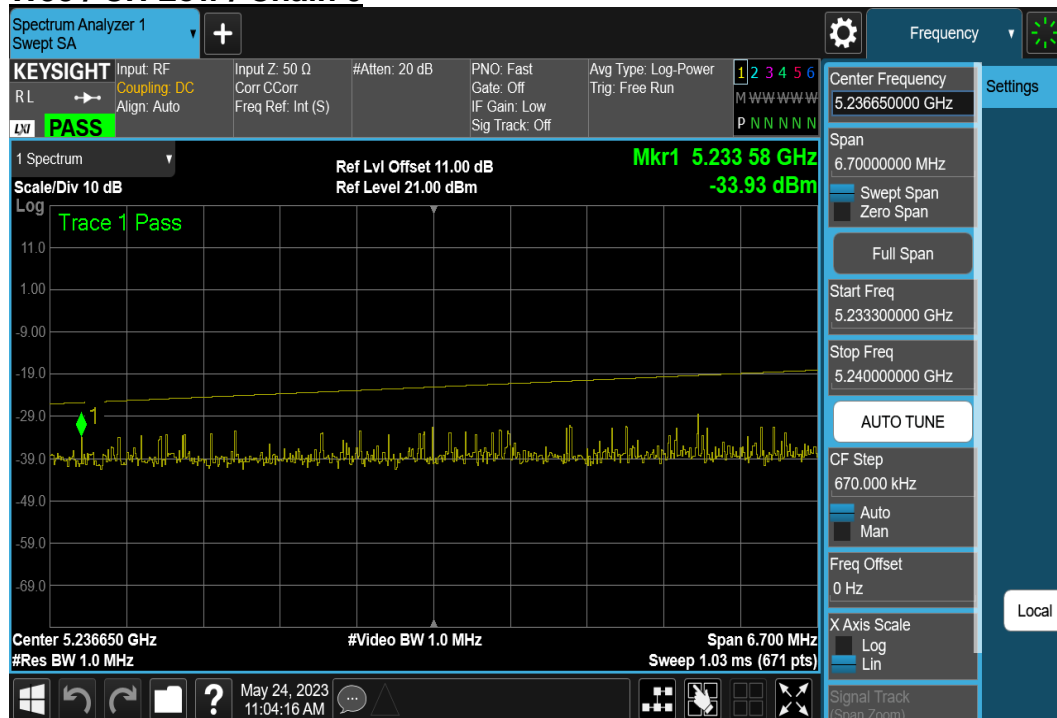 Spectrum Analyzer 1
Swept SA
Frequency
KEYSIGHT
Input: RF
Input Z: 50 Ω
#Atten: 20 dB
PNO: Fast
Avg Type: Log-Power
1 2 3 4 5 6
R L
Coupling: DC
Corr CCorr
Gate: Off
Trig: Free Run
M W W W W W
Align: Auto
Freq Ref: Int (S)
IF Gain: Low
LXI PASS
Sig Track: Off
P N N N N N
1 Spectrum
Ref Lvl Offset 11.00 dB
Mkr1 5.233 58 GHz
Scale/Div 10 dB
Ref Level 21.00 dBm
-33.93 dBm
Log
Trace 1 Pass
11.0
1.00
-9.00
-19.0
-29.0
1
-39.0
-49.0
-59.0
-69.0
Center 5.236650 GHz
#Video BW 1.0 MHz
Span 6.700 MHz
#Res BW 1.0 MHz
Sweep 1.03 ms (671 pts)
May 24, 2023
11:04:16 AM
Center Frequency
5.236650000 GHz
Settings
Span
6.70000000 MHz
Swept Span
Zero Span
Full Span
Start Freq
5.233300000 GHz
Stop Freq
5.240000000 GHz
AUTO TUNE
CF Step
670.000 kHz
Auto
Man
Freq Offset
0 Hz
Local
X Axis Scale
Log
Lin
Signal Track
(Span Zoom)